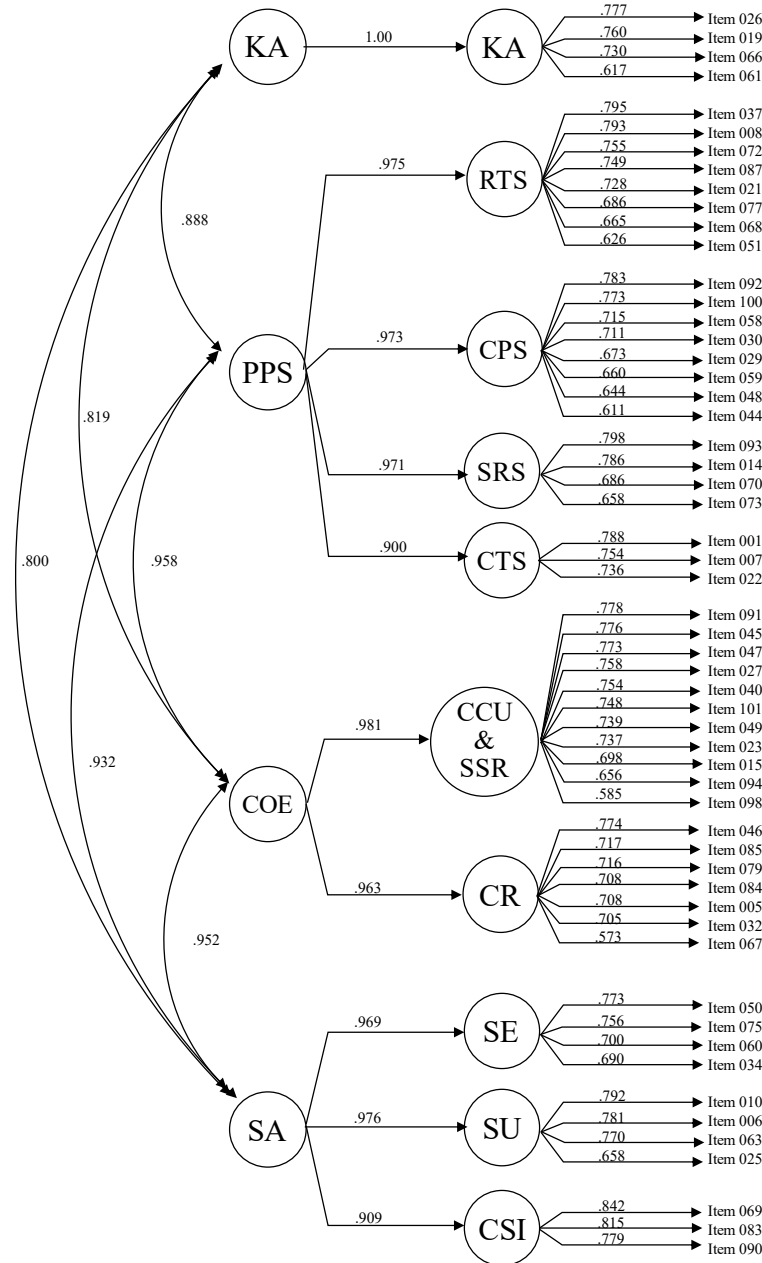 KA
1.00
KA
.777 Item 026
.760 Item 019
.730 Item 066
.617 Item 061
.795 Item 037
.793 Item 008
.755 Item 072
.749 Item 087
.728 Item 021
.686 Item 077
.665 Item 068
.626 Item 051
.975
RTS
.888
.783 Item 092
.773 Item 100
.715 Item 058
.711 Item 030
.673 Item 029
.660 Item 059
.644 Item 048
.611 Item 044
PPS
.973
CPS
.819
.798 Item 093
.786 Item 014
.686 Item 070
.658 Item 073
.971
SRS
.788 Item 001
.754 Item 007
.736 Item 022
.900
CTS
.800
.958
.778 Item 091
.776 Item 045
.773 Item 047
.758 Item 027
.754 Item 040
.748 Item 101
.739 Item 049
.737 Item 023
.698 Item 015
.656 Item 094
.585 Item 098
.981
CCU
&
SSR
.932
COE
.774 Item 046
.717 Item 085
.716 Item 079
.708 Item 084
.708 Item 005
.705 Item 032
.573 Item 067
.963
CR
.952
.773 Item 050
.756 Item 075
.700 Item 060
.690 Item 034
.969
SE
.792 Item 010
.781 Item 006
.770 Item 063
.658 Item 025
SA
.976
SU
.842 Item 069
.815 Item 083
.779 Item 090
.909
CSI